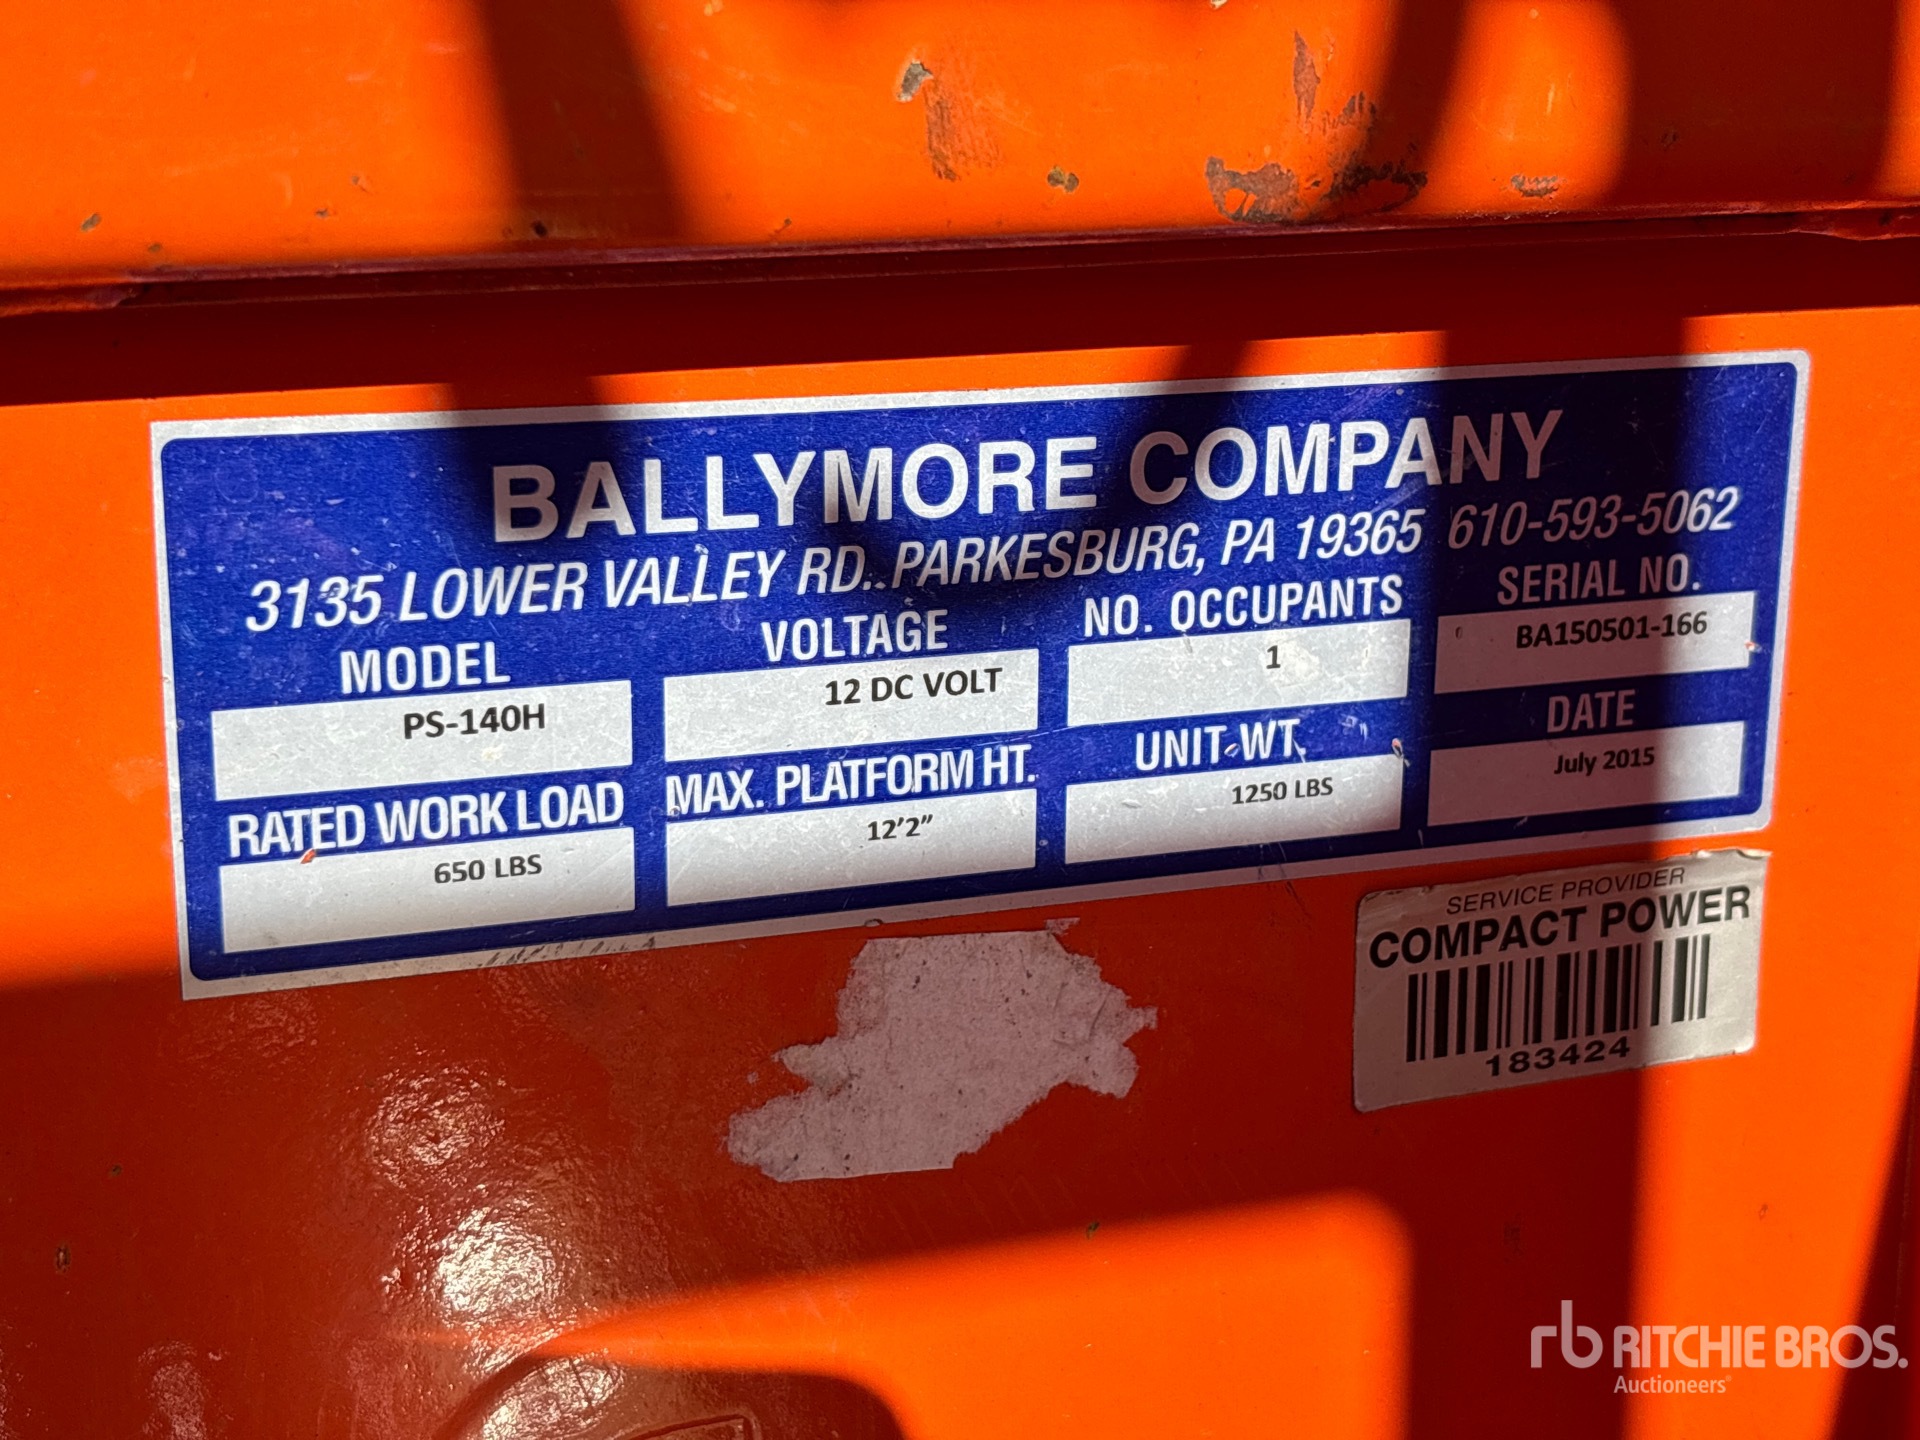 BALLYMORE COMPANY
3135 LOWER VALLEY RD. PARKESBURG, PA 19365 610-593-5062
MODEL VOLTAGE NO. OCCUPANTS SERIAL NO.
PS-140H 12 DC VOLT 1 BA150501-166
RATED WORK LOAD MAX. PLATFORM HT. UNIT WT. DATE
650 LBS 12'2" 1250 LBS July 2015
SERVICE PROVIDER
COMPACT POWER
183424
rb RITCHIE BROS.
Auctioneers